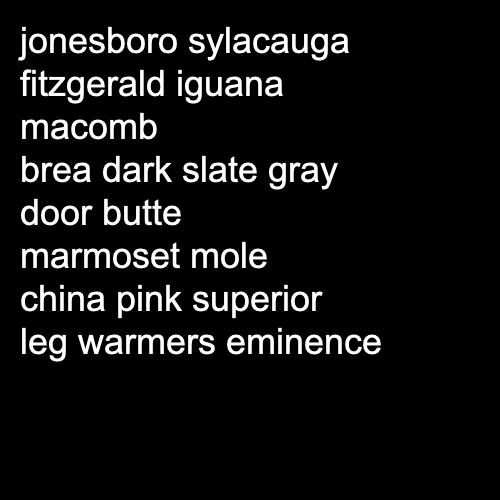 jonesboro sylacauga
fitzgerald iguana
macomb
brea dark slate gray
door butte
marmoset mole
china pink superior
leg warmers eminence